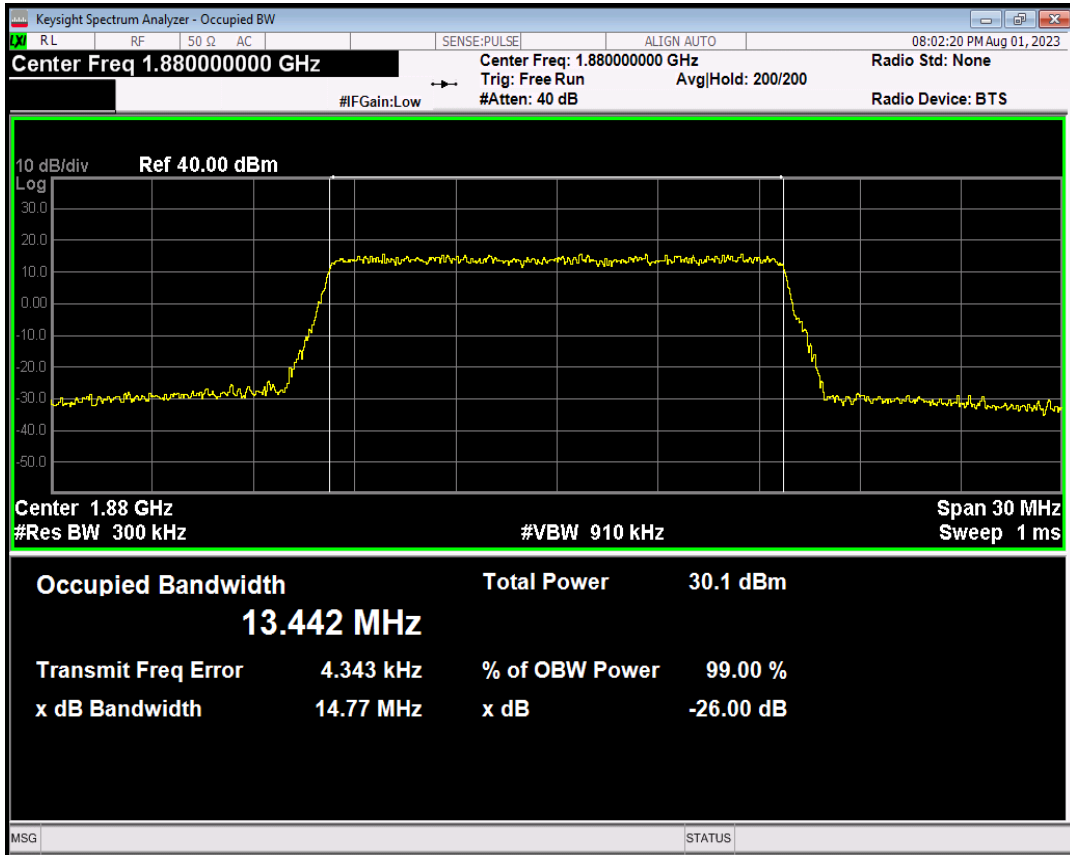 Keysight Spectrum Analyzer - Occupied BW
LXI RL RF 50 Ω AC SENSE:PULSE ALIGN AUTO 08:02:20 PM Aug 01, 2023
Center Freq 1.880000000 GHz Center Freq: 1.880000000 GHz Radio Std: None
Trig: Free Run Avg|Hold: 200/200
#IFGain:Low #Atten: 40 dB Radio Device: BTS
10 dB/div Ref 40.00 dBm
Log
30.0
20.0
10.0
0.00
-10.0
-20.0
-30.0
-40.0
-50.0
Center 1.88 GHz Span 30 MHz
#Res BW 300 kHz #VBW 910 kHz Sweep 1 ms
Occupied Bandwidth Total Power 30.1 dBm
13.442 MHz
Transmit Freq Error 4.343 kHz % of OBW Power 99.00 %
x dB Bandwidth 14.77 MHz x dB -26.00 dB
MSG STATUS